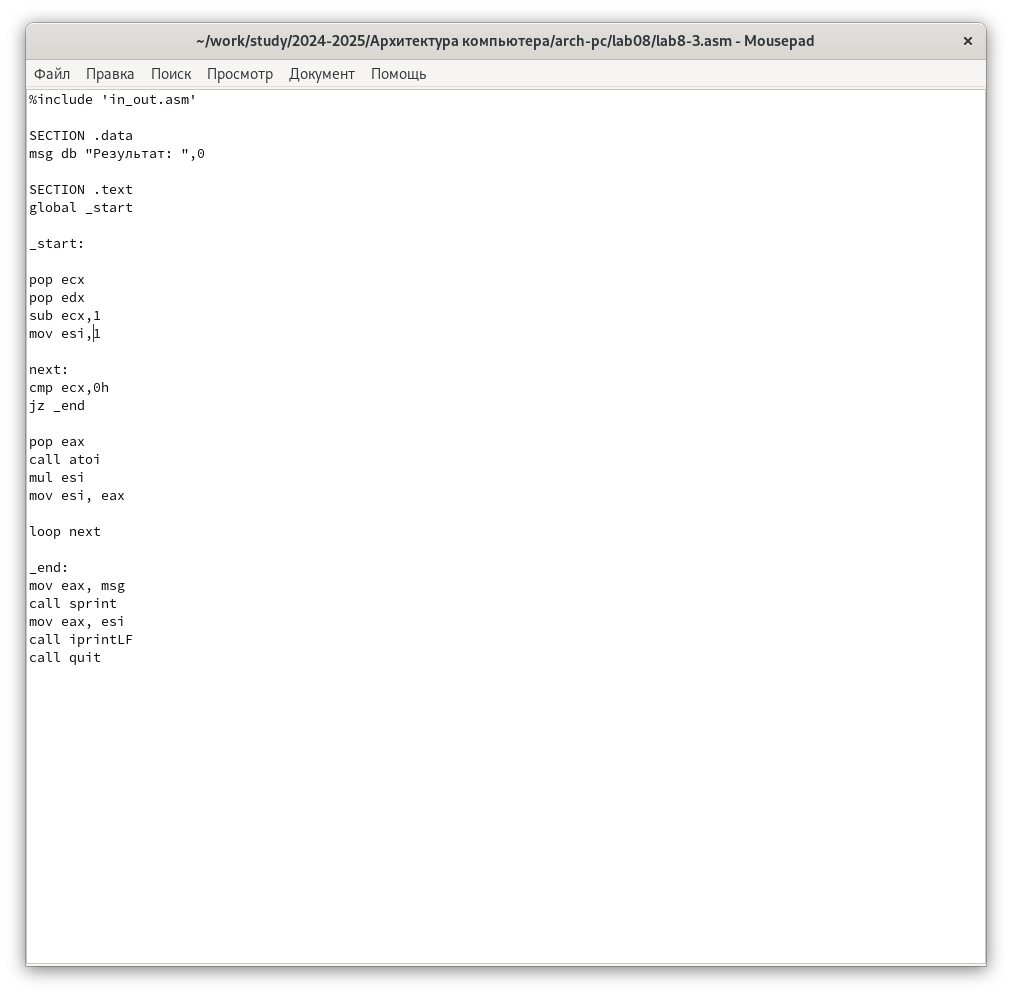 ~/work/study/2024-2025/Архитектура компьютера/arch-pc/lab08/lab8-3.asm - Mousepad
Файл Правка Поиск Просмотр Документ Помощь
%include 'in_out.asm'
SECTION .data
msg db "Результат: ",0
SECTION .text
global _start
_start:
pop ecx
pop edx
sub ecx,1
mov esi,1
next:
cmp ecx,0h
jz _end
pop eax
call atoi
mul esi
mov esi, eax
loop next
_end:
mov eax, msg
call sprint
mov eax, esi
call iprintLF
call quit